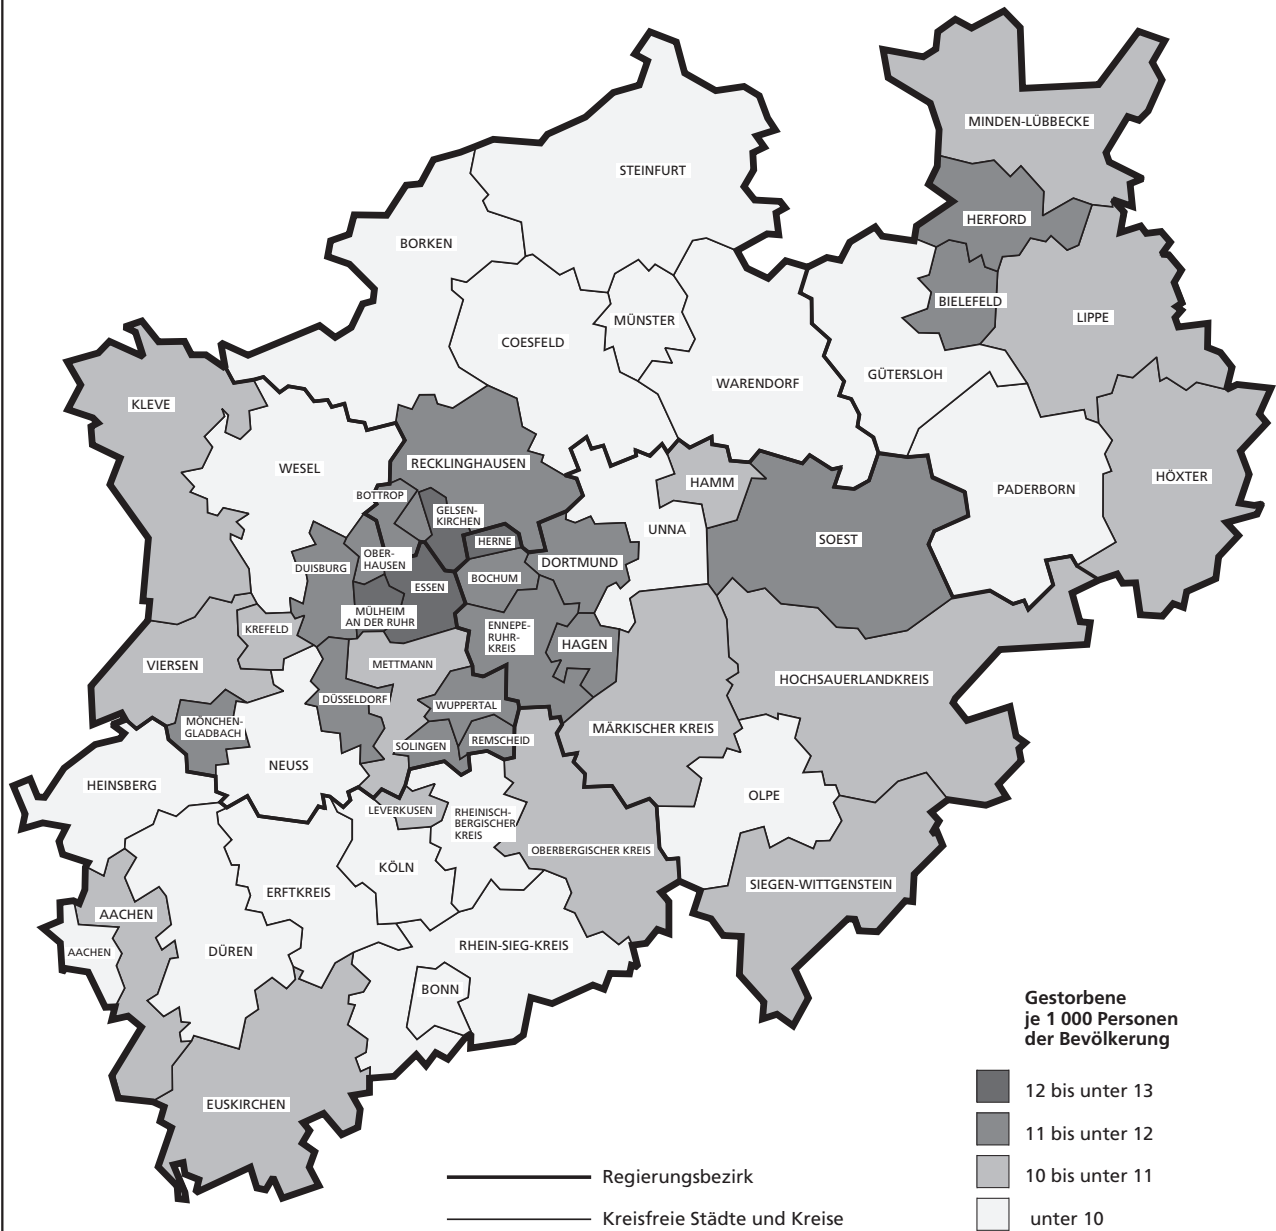 MINDEN-LÜBBECKE
STEINFURT
HERFORD
BORKEN
BIELEFELD
LIPPE
MÜNSTER
COESFELD
GÜTERSLOH
WARENDORF
KLEVE
RECKLINGHAUSEN
WESEL
HAMM
HÖXTER
PADERBORN
BOTTROP
GELSEN-
KIRCHEN
UNNA
SOEST
HERNE
OBER-
HAUSEN
DORTMUND
DUISBURG
BOCHUM
ESSEN
MÜLHEIM
AN DER RUHR
KREFELD
ENNEPE-
RUHR-
KREIS
HAGEN
VIERSEN
METTMANN
HOCHSAUERLANDKREIS
DÜSSELDORF
WUPPERTAL
MÖNCHEN-
GLADBACH
MÄRKISCHER KREIS
SOLINGEN
REMSCHEID
NEUSS
HEINSBERG
OLPE
LEVERKUSEN
RHEINISCH-
BERGISCHER
KREIS
OBERBERGISCHER KREIS
KÖLN
SIEGEN-WITTGENSTEIN
ERFTKREIS
AACHEN
RHEIN-SIEG-KREIS
AACHEN
DÜREN
BONN
EUSKIRCHEN
Gestorbene
je 1 000 Personen
der Bevölkerung
12 bis unter 13
11 bis unter 12
10 bis unter 11
unter 10
Regierungsbezirk
Kreisfreie Städte und Kreise